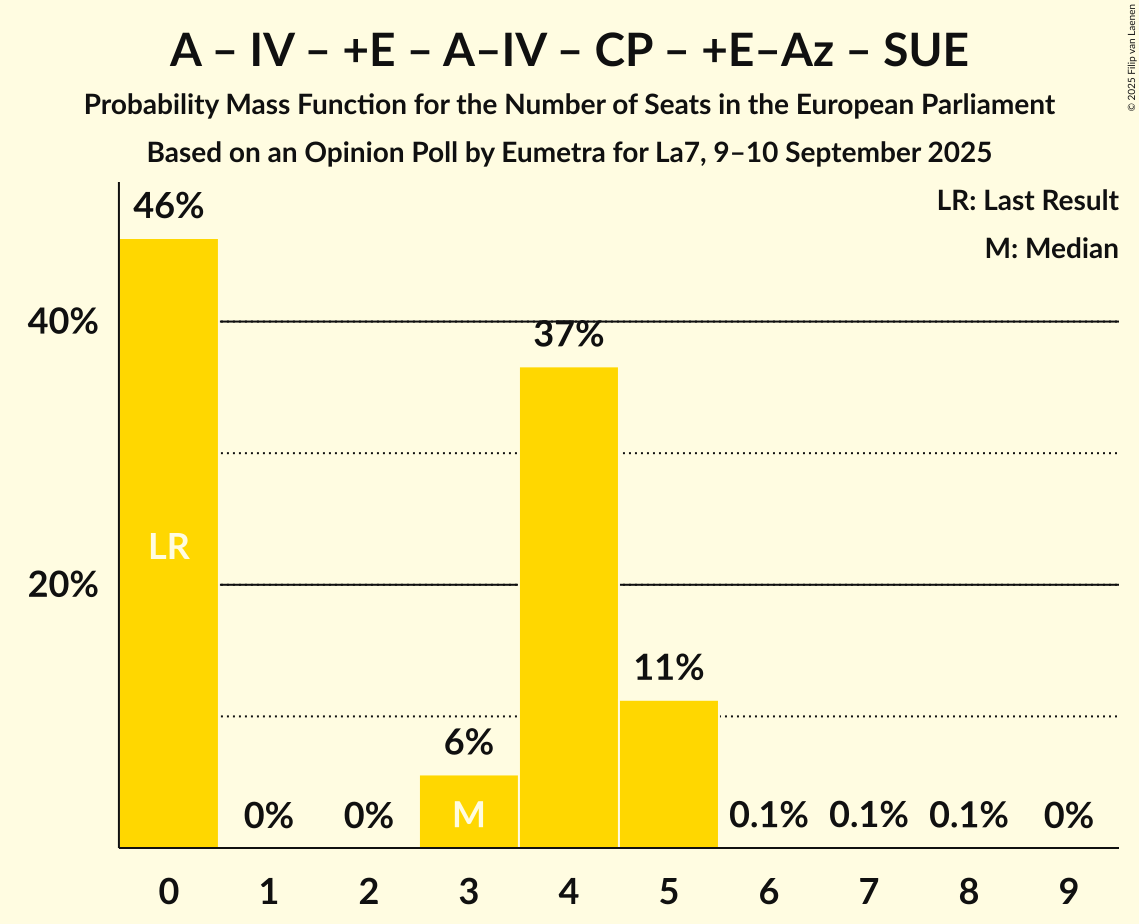 A – IV – +E – A–IV – CP – +E–Az – SUE
Probability Mass Function for the Number of Seats in the European Parliament
Based on an Opinion Poll by Eumetra for La7, 9–10 September 2025
© 2025 Filip van Laenen
LR: Last Result
M: Median
46%
40%
37%
LR
20%
11%
6%
M
0%
0%
0.1%
0.1%
0.1%
0%
0
1
2
3
4
5
6
7
8
9